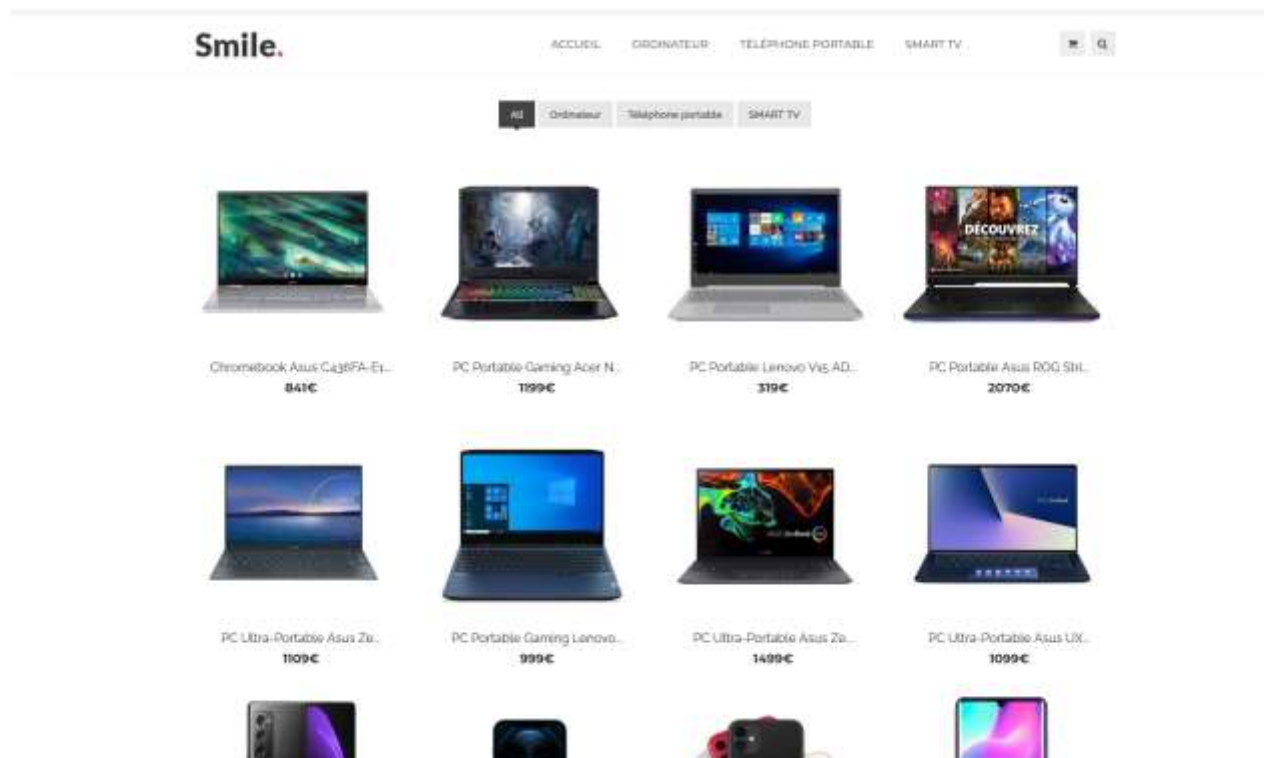 Smile.
ACCUEIL ORDINATEUR TÉLÉPHONE PORTABLE SMART TV
All Ordinateur Téléphone portable SMART TV
DÉCOUVREZ
Chromebook Asus C436FA-E1... PC Portable Gaming Acer N... PC Portable Lenovo V15 AD... PC Portable Asus ROG Stri...
841€ 1199€ 319€ 2070€
PC Ultra-Portable Asus Ze... PC Portable Gaming Lenovo... PC Ultra-Portable Asus Ze... PC Ultra-Portable Asus UX...
1109€ 999€ 1499€ 1099€